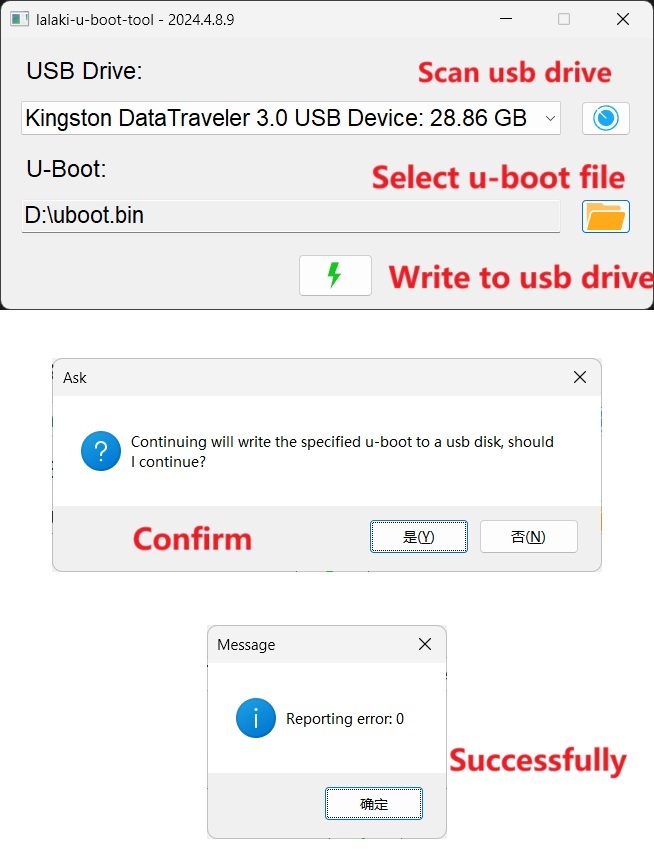 lalaki-u-boot-tool - 2024.4.8.9
USB Drive:
Scan usb drive
Kingston DataTraveler 3.0 USB Device: 28.86 GB
U-Boot:
Select u-boot file
D:\uboot.bin
Write to usb drive
Ask
Continuing will write the specified u-boot to a usb disk, should
I continue?
Confirm
是(Y)
否(N)
Message
Reporting error: 0
Successfully
确定